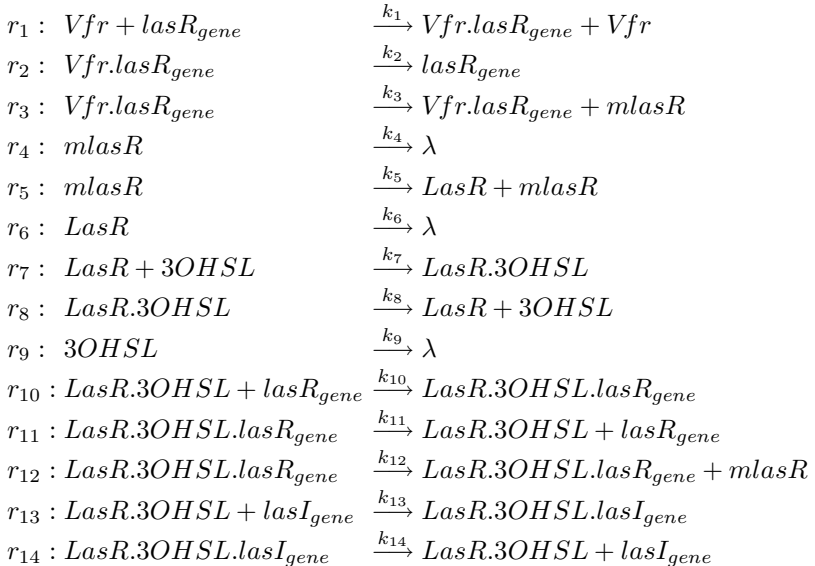 r₁ : Vfr + lasR_gene —k₁→ Vfr.lasR_gene + Vfr
r₂ : Vfr.lasR_gene —k₂→ lasR_gene
r₃ : Vfr.lasR_gene —k₃→ Vfr.lasR_gene + mlasR
r₄ : mlasR —k₄→ λ
r₅ : mlasR —k₅→ LasR + mlasR
r₆ : LasR —k₆→ λ
r₇ : LasR + 3OHSL —k₇→ LasR.3OHSL
r₈ : LasR.3OHSL —k₈→ LasR + 3OHSL
r₉ : 3OHSL —k₉→ λ
r₁₀ : LasR.3OHSL + lasR_gene —k₁₀→ LasR.3OHSL.lasR_gene
r₁₁ : LasR.3OHSL.lasR_gene —k₁₁→ LasR.3OHSL + lasR_gene
r₁₂ : LasR.3OHSL.lasR_gene —k₁₂→ LasR.3OHSL.lasR_gene + mlasR
r₁₃ : LasR.3OHSL + lasI_gene —k₁₃→ LasR.3OHSL.lasI_gene
r₁₄ : LasR.3OHSL.lasI_gene —k₁₄→ LasR.3OHSL + lasI_gene